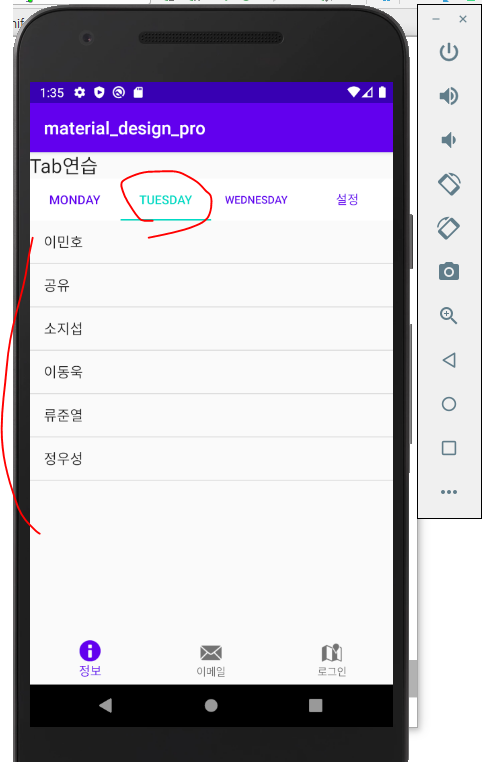 1:35
material_design_pro
Tab연습
MONDAY TUESDAY WEDNESDAY 설정
이민호
공유
소지섭
이동욱
류준열
정우성
정보 이메일 로그인